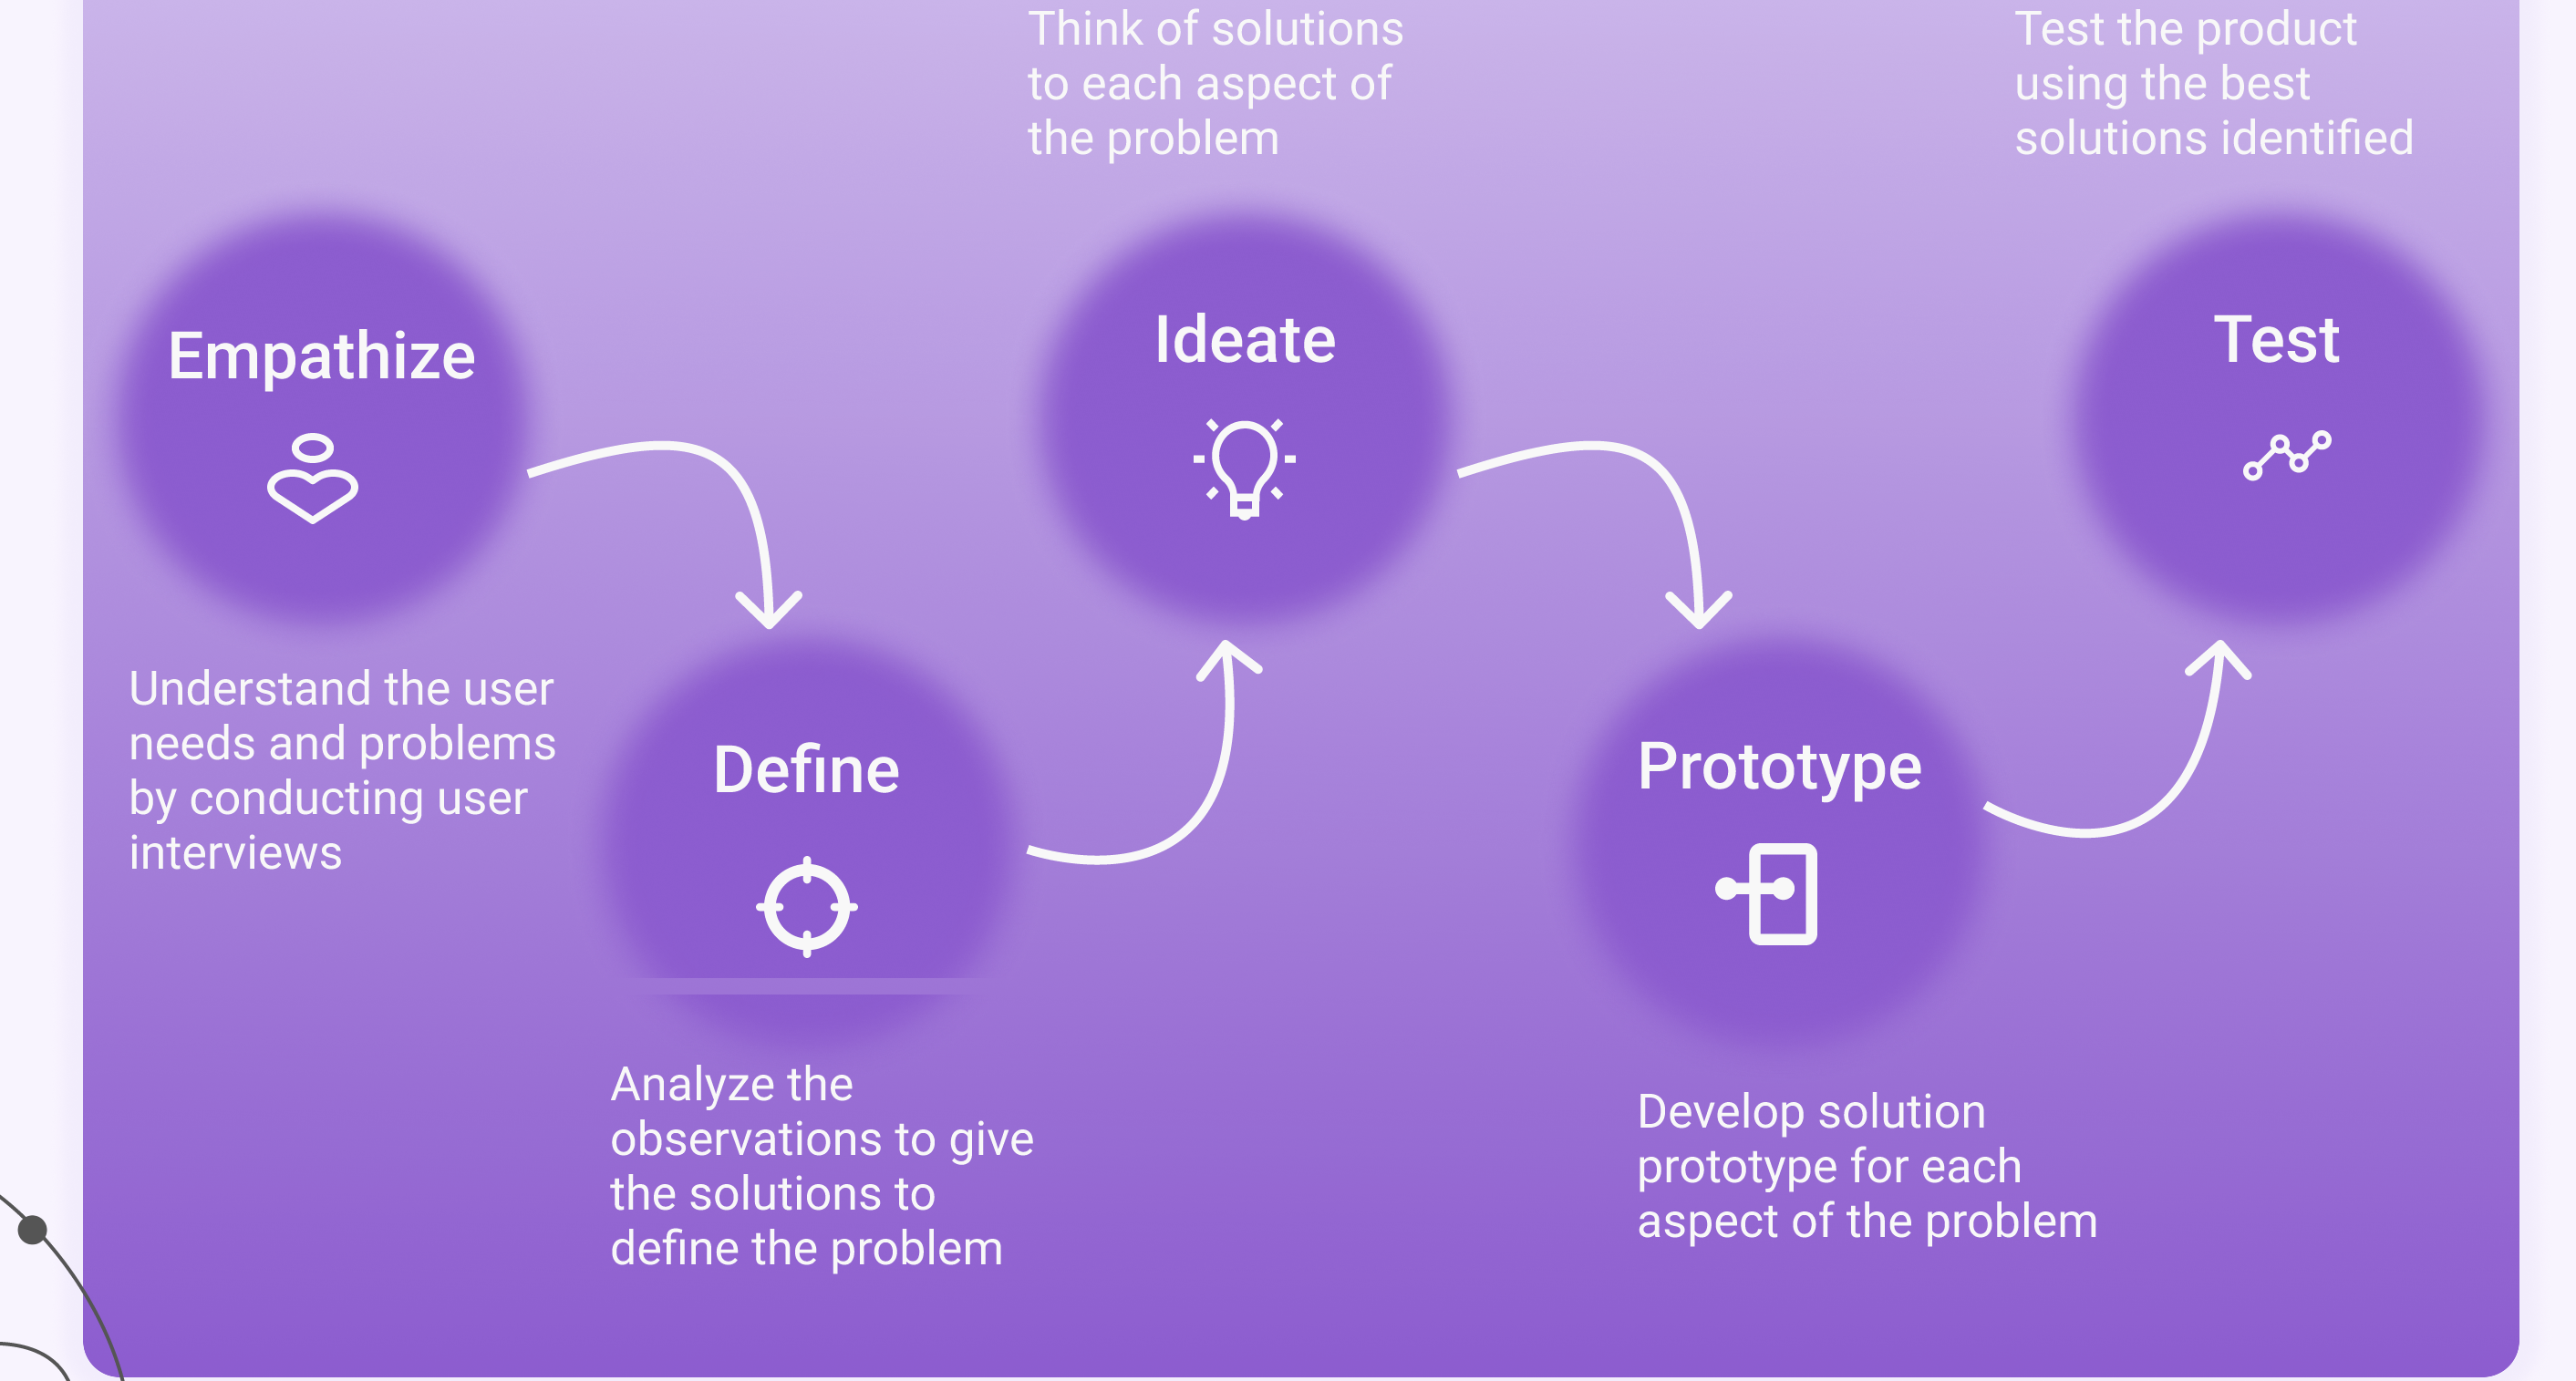 Think of solutions
to each aspect of
the problem
Test the product
using the best
solutions identified
Empathize
Ideate
Test
Understand the user
needs and problems
by conducting user
interviews
Define
Prototype
Analyze the
observations to give
the solutions to
define the problem
Develop solution
prototype for each
aspect of the problem